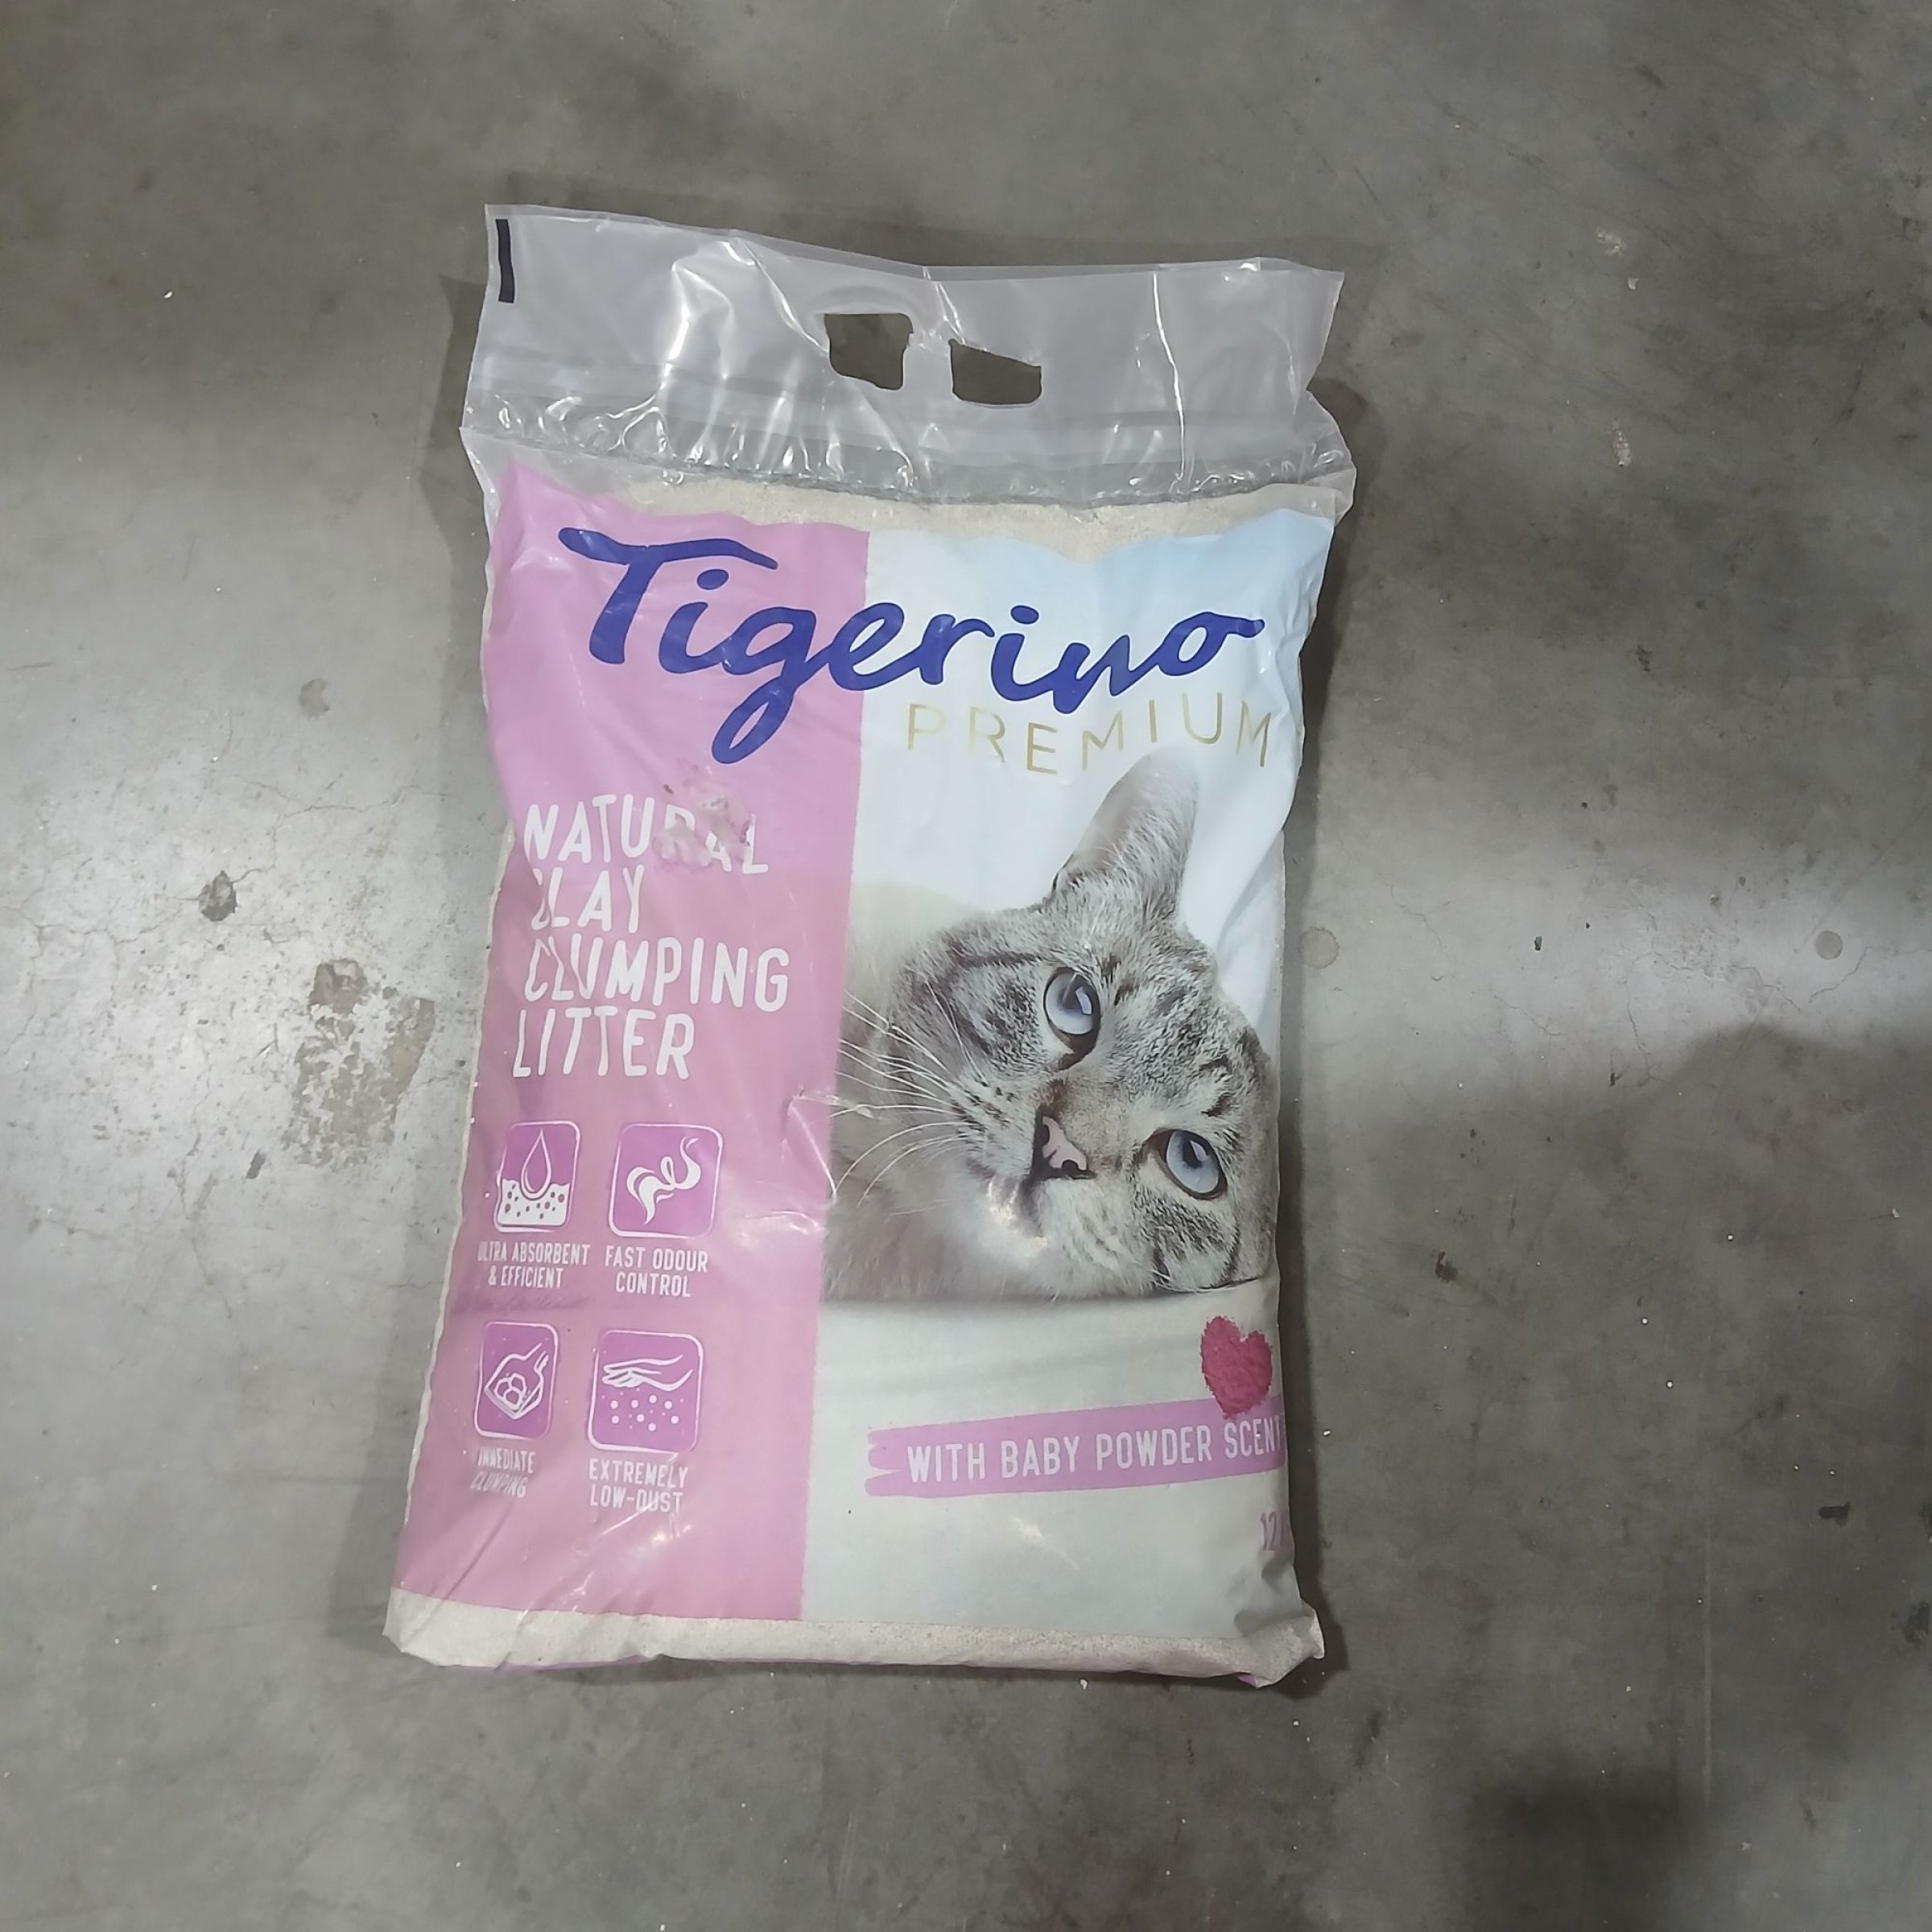 Tigerino
PREMIUM
NATURAL
CLAY
CLUMPING
LITTER
ULTRA ABSORBENT
& EFFICIENT
FAST ODOUR
CONTROL
IMMEDIATE
CLUMPING
EXTREMELY
LOW-DUST
WITH BABY POWDER SCENT
12